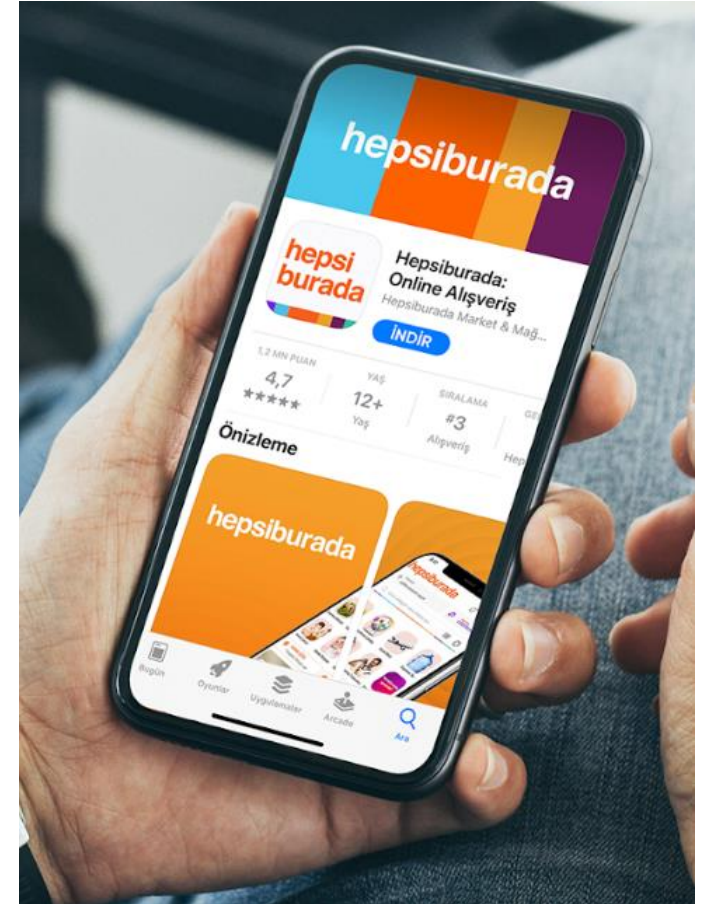 hepsiburada
hepsi
burada
Hepsiburada:
Online Alışveriş
Hepsiburada Market & Mağ...
İNDİR
1,2 MN PUAN
4,7
YAŞ
12+
Yaş
SIRALAMA
#3
Alışveriş
Hep
Önizleme
hepsiburada
hepsiburada
Bugün
Oyunlar
Uygulamalar
Arcade
Ara